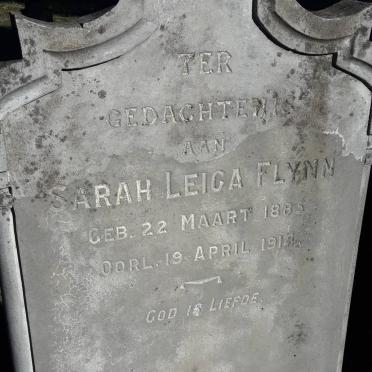 TER
GEDACHTENIS
AAN
SARAH LEIGA FLYNN
GEB. 22 MAART
OORL. 19 APRIL
GOD IS LIEFDE.